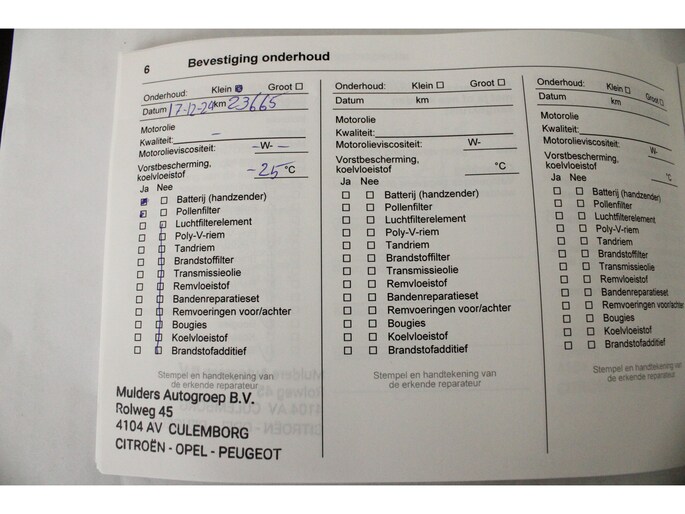 6 Bevestiging onderhoud
Onderhoud: Klein Groot
Datum 17-12-24 km 23665
Motorolie
Kwaliteit: -
Motorolieviscositeit: - W- -
Vorstbescherming,
koelvloeistof -25 °C
Ja Nee
Batterij (handzender)
Pollenfilter
Luchtfilterelement
Poly-V-riem
Tandriem
Brandstoffilter
Transmissieolie
Remvloeistof
Bandenreparatieset
Remvoeringen voor/achter
Bougies
Koelvloeistof
Brandstofadditief
Stempel en handtekening van
de erkende reparateur
Mulders Autogroep B.V.
Rolweg 45
4104 AV CULEMBORG
CITROËN - OPEL - PEUGEOT
Onderhoud: Klein Groot
Datum km
Motorolie
Kwaliteit:
Motorolieviscositeit: W-
Vorstbescherming,
koelvloeistof °C
Ja Nee
Batterij (handzender)
Pollenfilter
Luchtfilterelement
Poly-V-riem
Tandriem
Brandstoffilter
Transmissieolie
Remvloeistof
Bandenreparatieset
Remvoeringen voor/achter
Bougies
Koelvloeistof
Brandstofadditief
Stempel en handtekening van
de erkende reparateur
Onderhoud: Klein Groot
Datum km
Motorolie
Kwaliteit:
Motorolieviscositeit: W-
Vorstbescherming,
koelvloeistof °C
Ja Nee
Batterij (handzender)
Pollenfilter
Luchtfilterelement
Poly-V-riem
Tandriem
Brandstoffilter
Transmissieolie
Remvloeistof
Bandenreparatieset
Remvoeringen voor/achter
Bougies
Koelvloeistof
Brandstofadditief
Stempel en handtekening van
de erkende reparateur